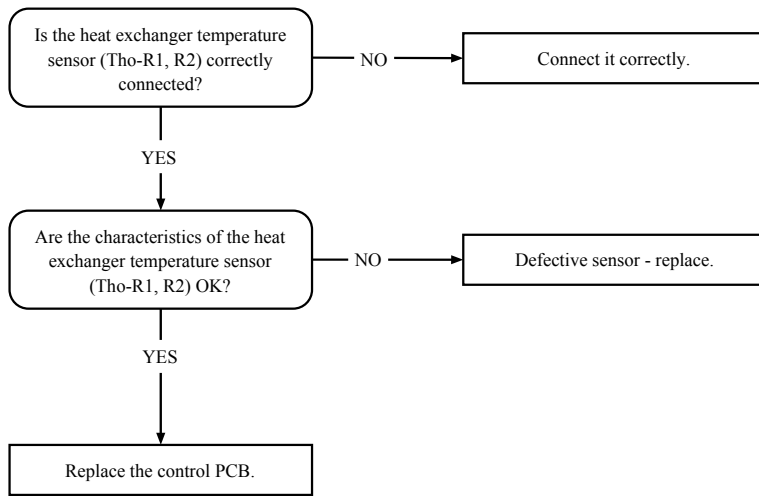 Is the heat exchanger temperature
sensor (Tho-R1, R2) correctly
connected?
NO
Connect it correctly.
YES
Are the characteristics of the heat
exchanger temperature sensor
(Tho-R1, R2) OK?
NO
Defective sensor - replace.
YES
Replace the control PCB.